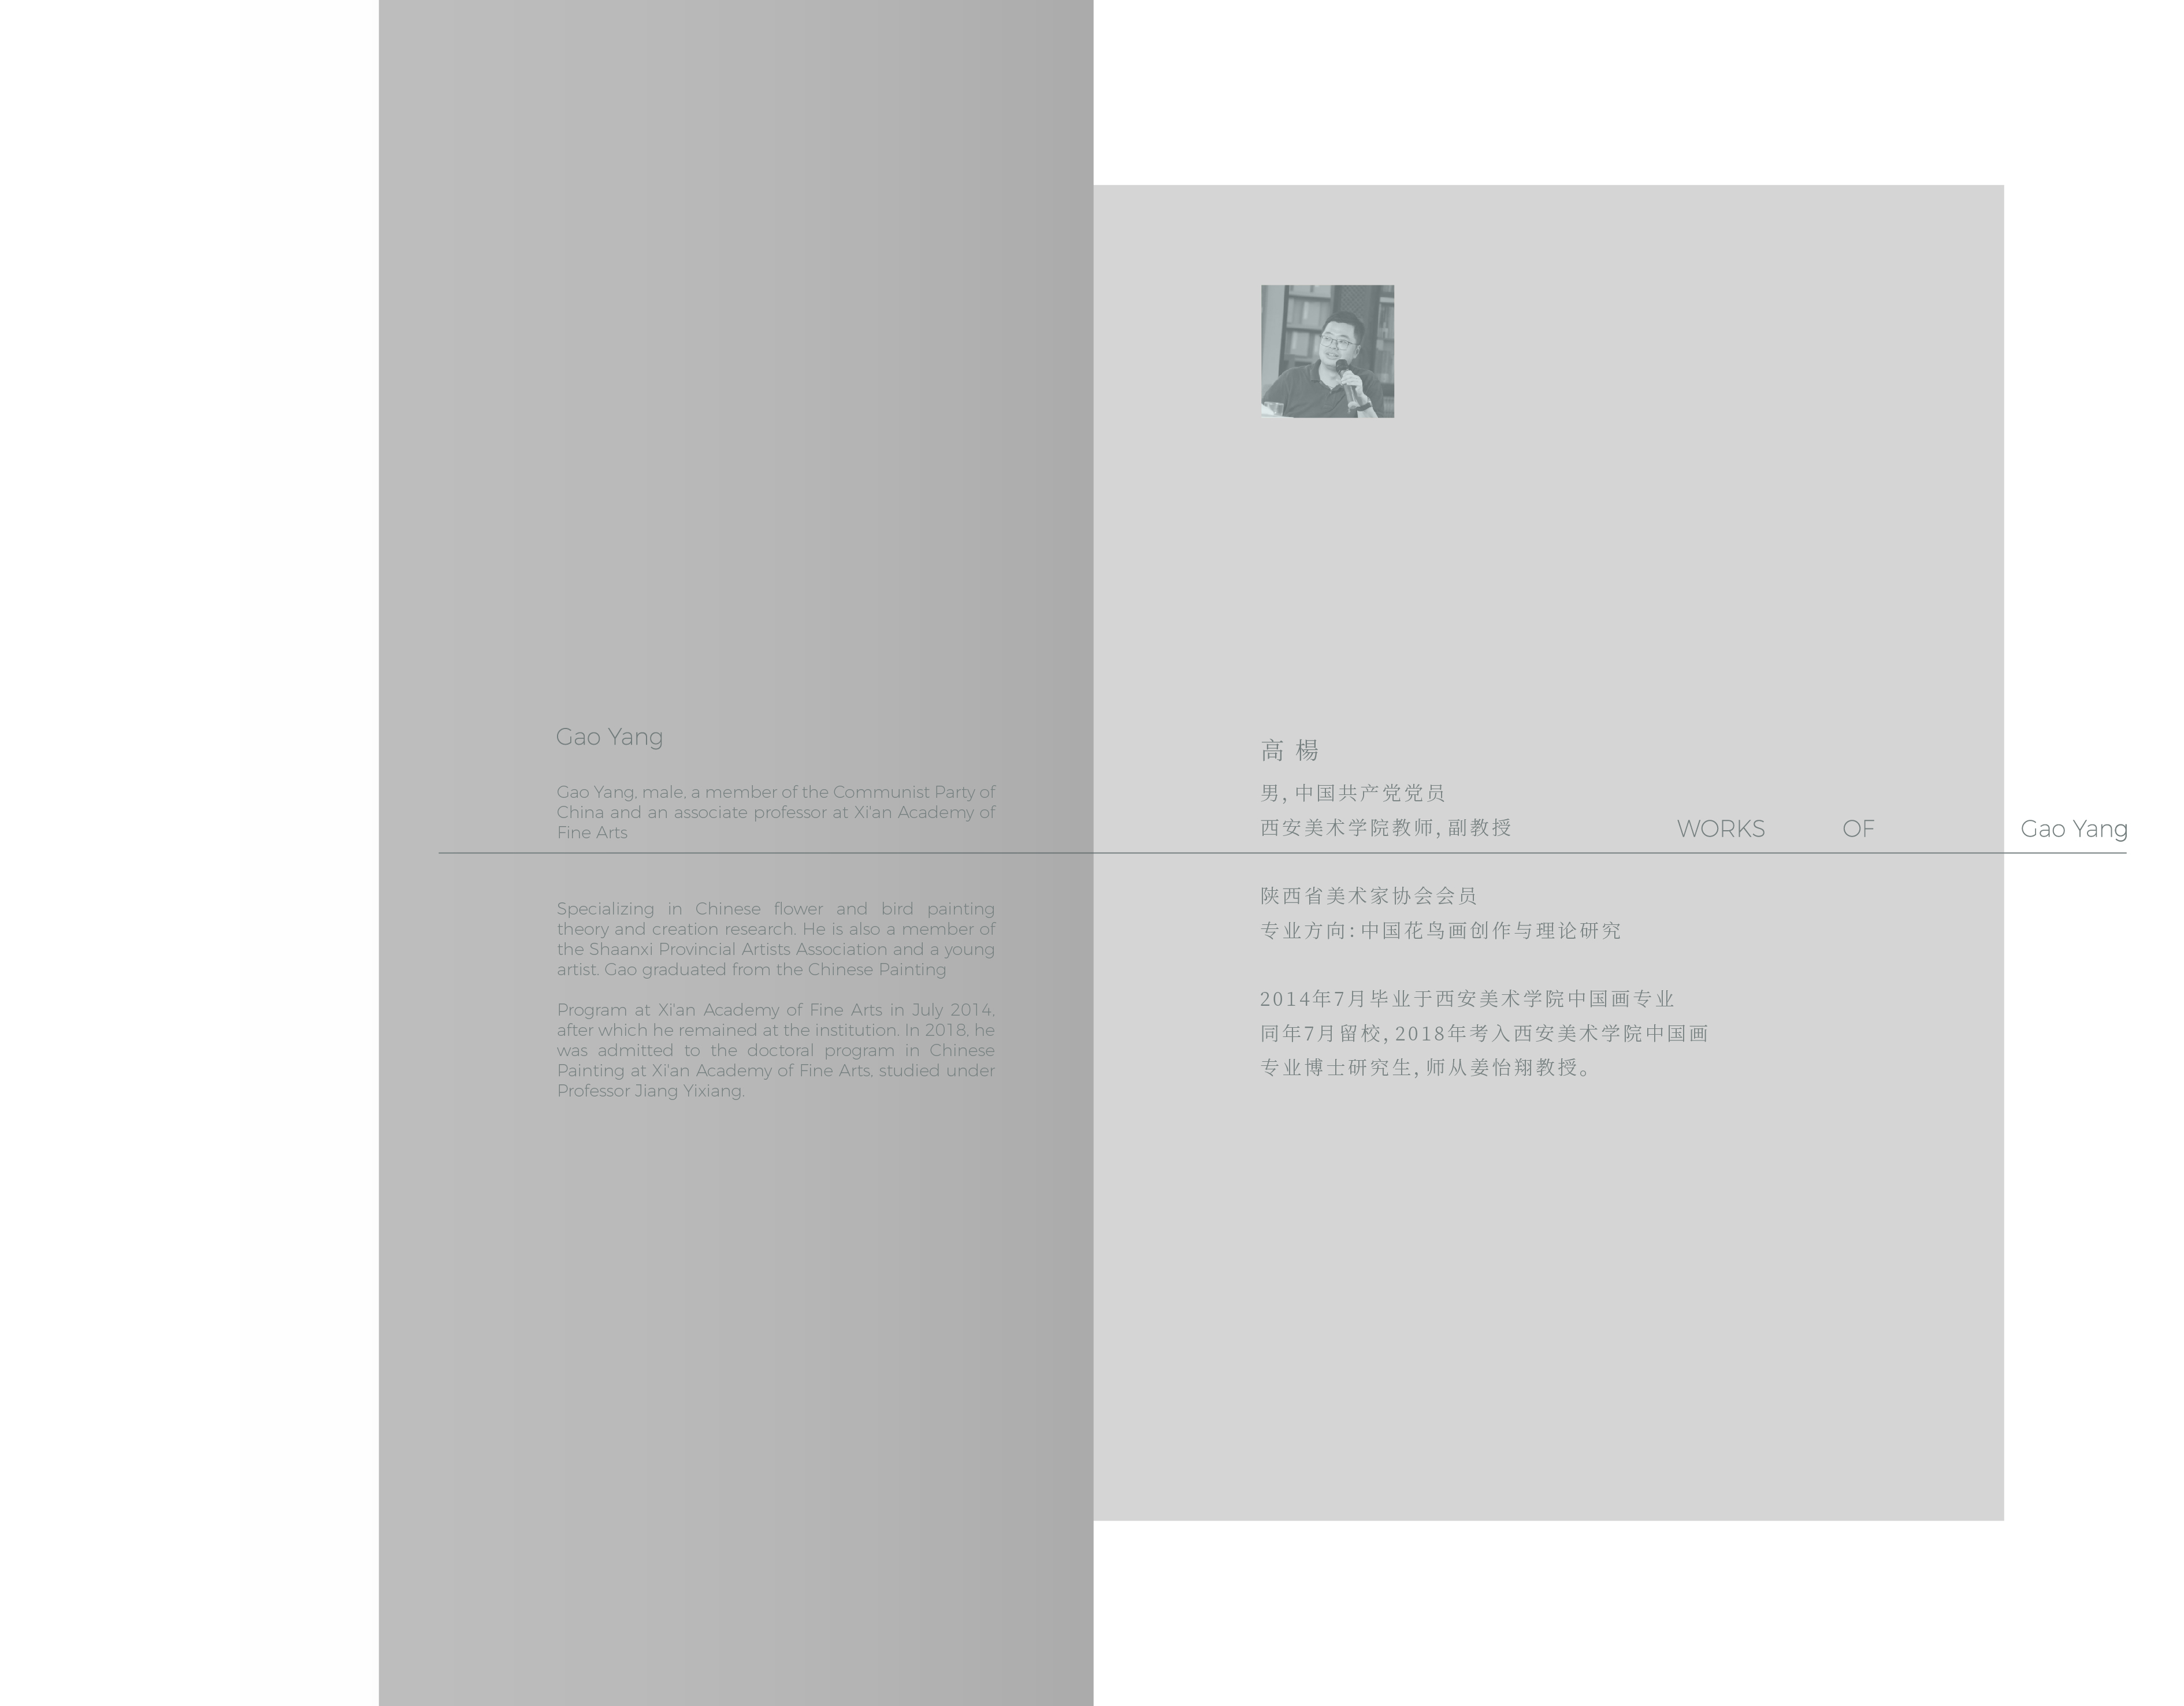 Gao Yang
Gao Yang, male, a member of the Communist Party of
China and an associate professor at Xi'an Academy of
Fine Arts
Specializing in Chinese flower and bird painting
theory and creation research. He is also a member of
the Shaanxi Provincial Artists Association and a young
artist. Gao graduated from the Chinese Painting
Program at Xi'an Academy of Fine Arts in July 2014,
after which he remained at the institution. In 2018, he
was admitted to the doctoral program in Chinese
Painting at Xi'an Academy of Fine Arts, studied under
Professor Jiang Yixiang.
高 楊
男, 中国共产党党员
西安美术学院教师, 副教授
陕西省美术家协会会员
专业方向: 中国花鸟画创作与理论研究
2014年7月毕业于西安美术学院中国画专业
同年7月留校, 2018年考入西安美术学院中国画
专业博士研究生, 师从姜怡翔教授。
WORKS OF Gao Yang